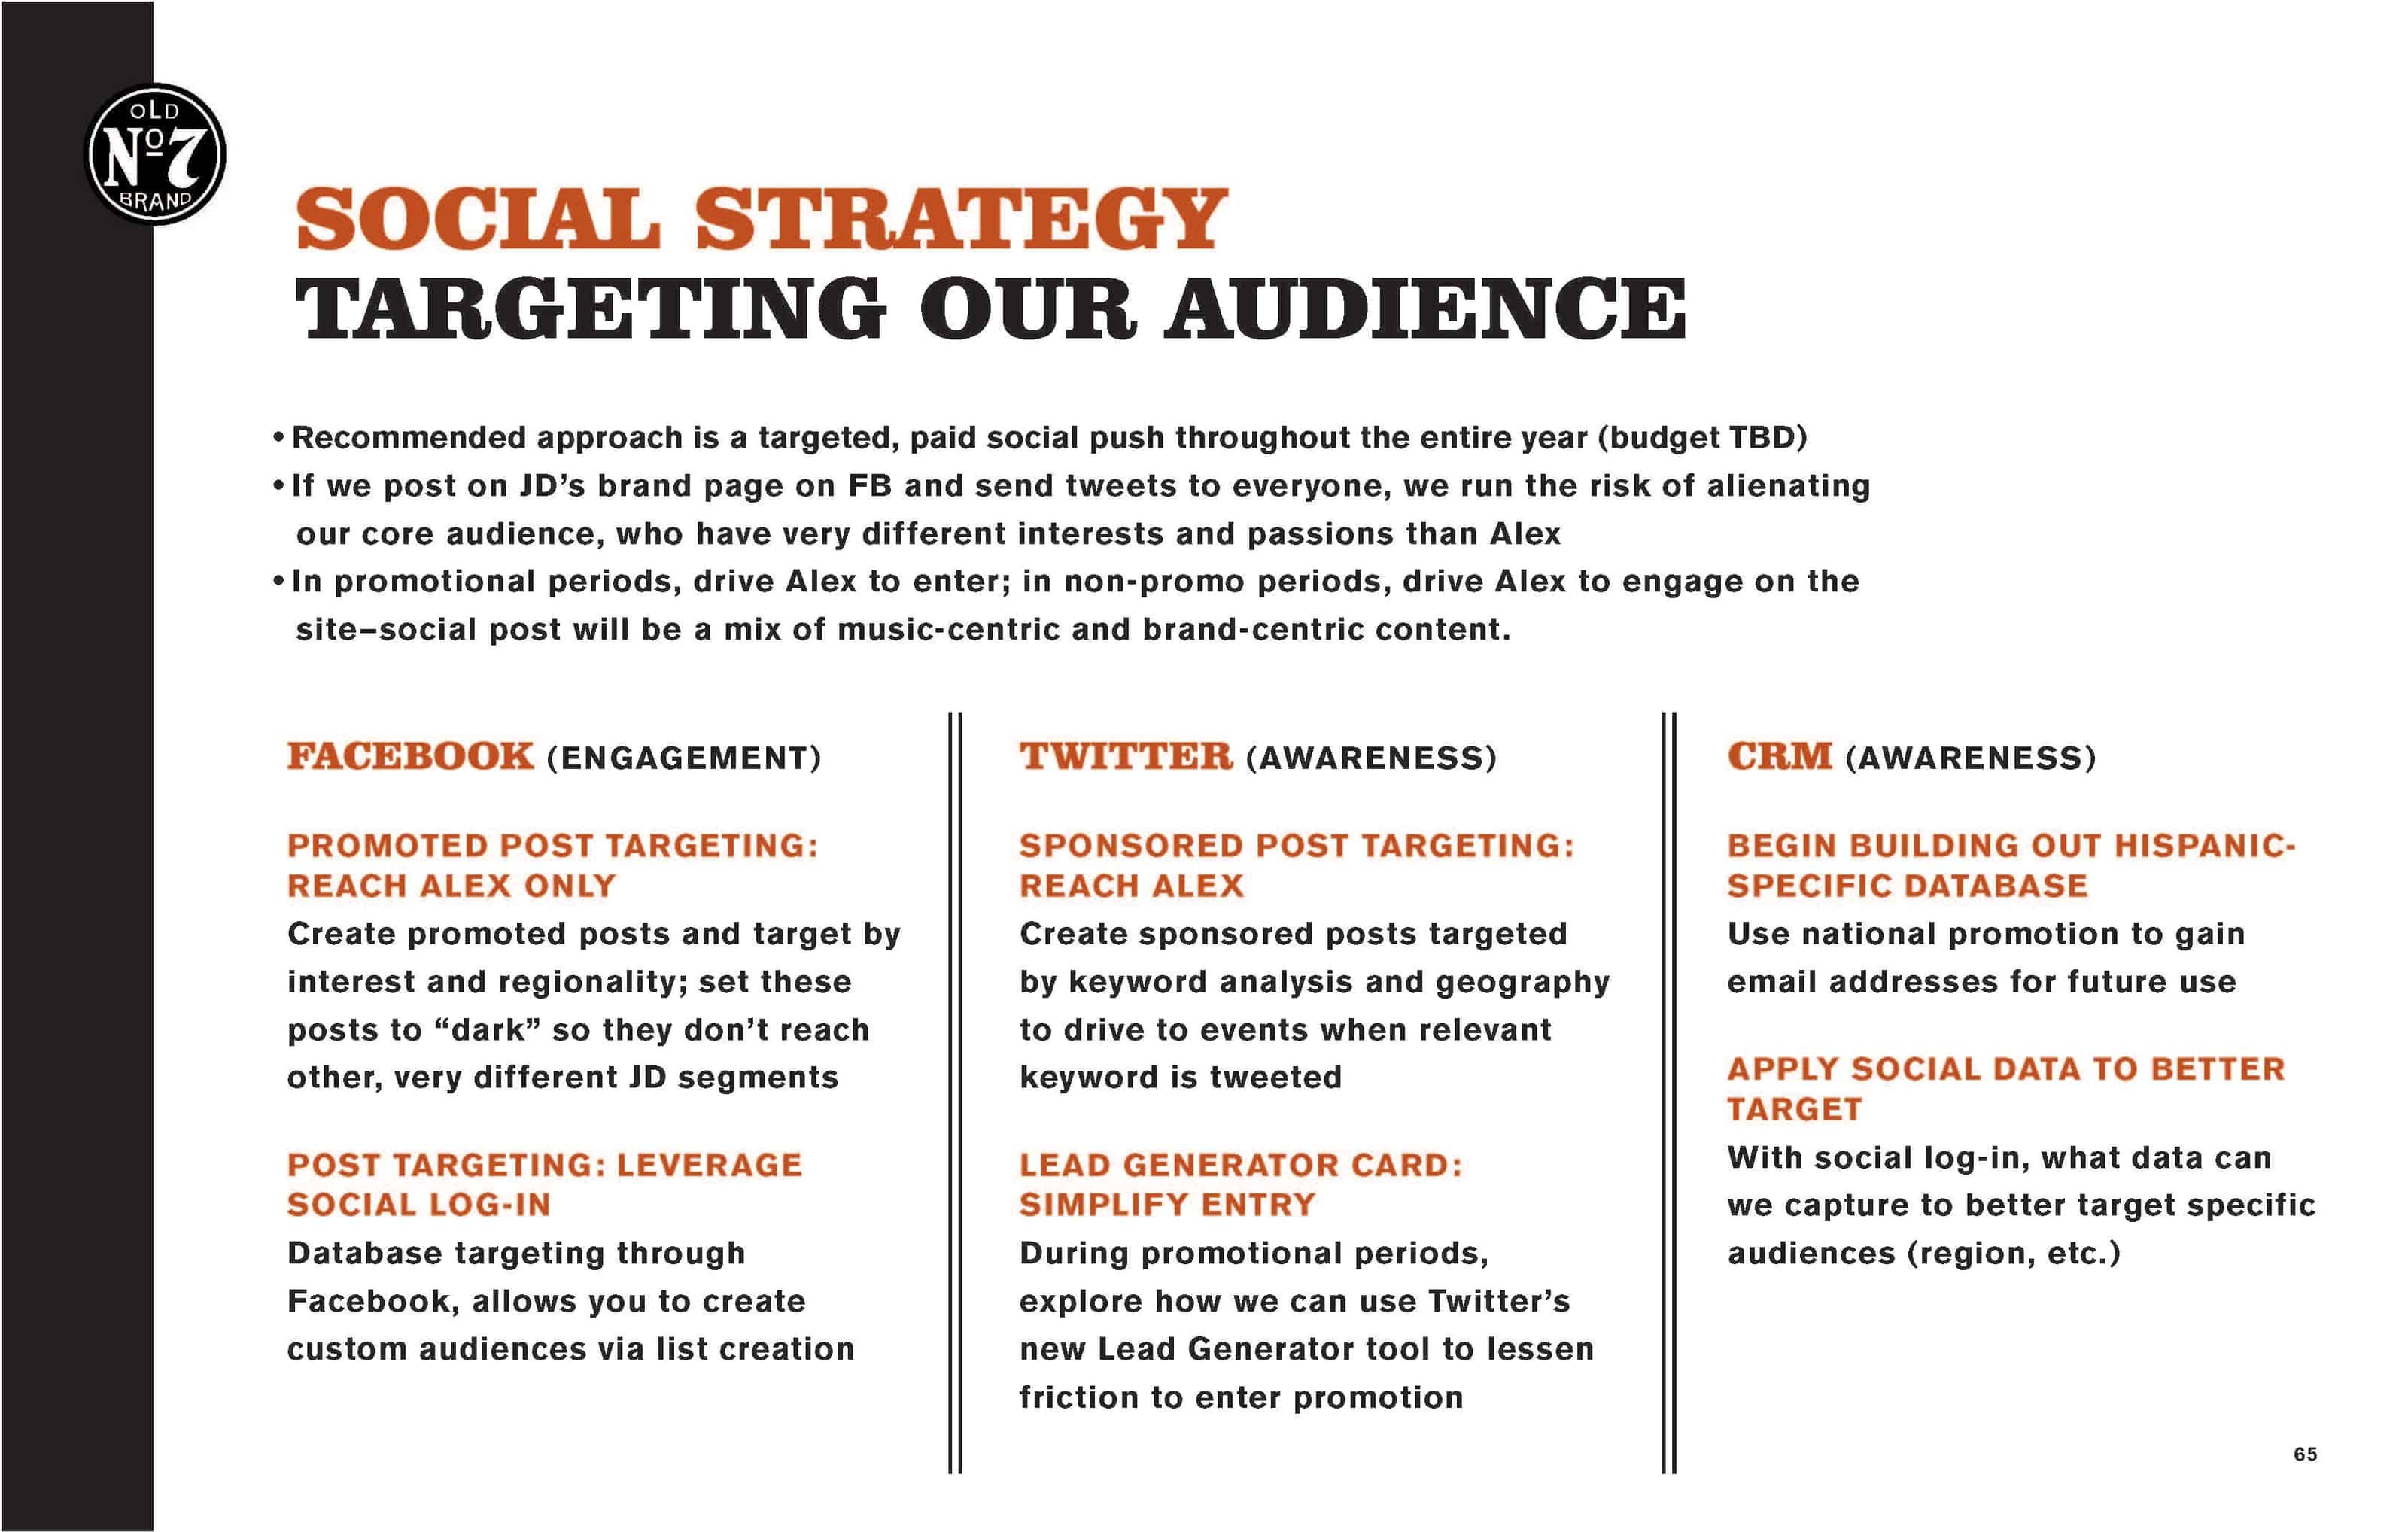 OLD
Nº7
BRAND
SOCIAL STRATEGY
TARGETING OUR AUDIENCE
• Recommended approach is a targeted, paid social push throughout the entire year (budget TBD)
• If we post on JD’s brand page on FB and send tweets to everyone, we run the risk of alienating
our core audience, who have very different interests and passions than Alex
• In promotional periods, drive Alex to enter; in non-promo periods, drive Alex to engage on the
site–social post will be a mix of music-centric and brand-centric content.
FACEBOOK (ENGAGEMENT)
PROMOTED POST TARGETING:
REACH ALEX ONLY
Create promoted posts and target by
interest and regionality; set these
posts to “dark” so they don’t reach
other, very different JD segments
POST TARGETING: LEVERAGE
SOCIAL LOG-IN
Database targeting through
Facebook, allows you to create
custom audiences via list creation
TWITTER (AWARENESS)
SPONSORED POST TARGETING:
REACH ALEX
Create sponsored posts targeted
by keyword analysis and geography
to drive to events when relevant
keyword is tweeted
LEAD GENERATOR CARD:
SIMPLIFY ENTRY
During promotional periods,
explore how we can use Twitter’s
new Lead Generator tool to lessen
friction to enter promotion
CRM (AWARENESS)
BEGIN BUILDING OUT HISPANIC-
SPECIFIC DATABASE
Use national promotion to gain
email addresses for future use
APPLY SOCIAL DATA TO BETTER
TARGET
With social log-in, what data can
we capture to better target specific
audiences (region, etc.)
65